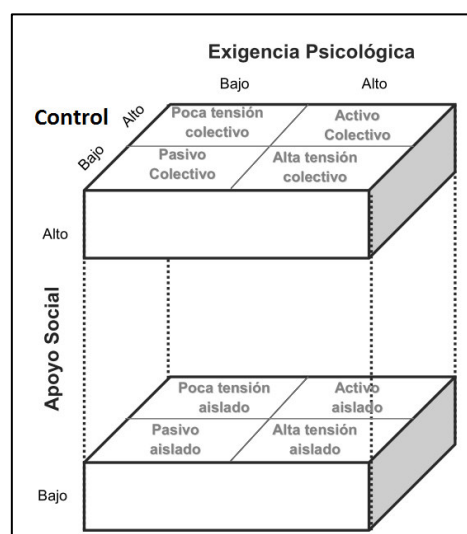 Exigencia Psicológica
Bajo Alto
Control
Alto
Bajo
Poca tensión
colectivo
Activo
Colectivo
Pasivo
Colectivo
Alta tensión
colectivo
Alto
Apoyo Social
Poca tensión
aislado
Activo
aislado
Pasivo
aislado
Alta tensión
aislado
Bajo